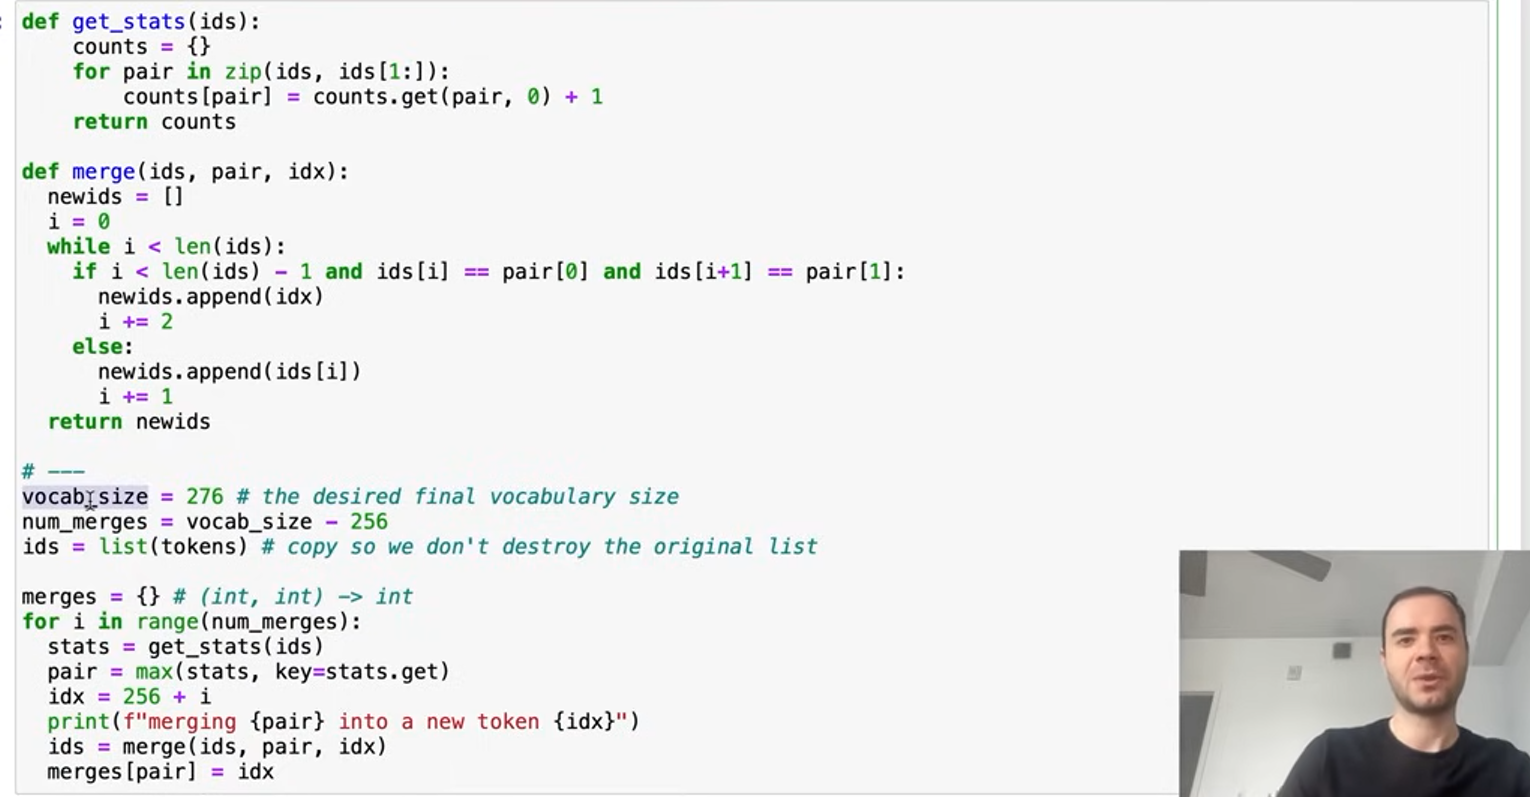 def get_stats(ids):
    counts = {}
    for pair in zip(ids, ids[1:]):
        counts[pair] = counts.get(pair, 0) + 1
    return counts

def merge(ids, pair, idx):
  newids = []
  i = 0
  while i < len(ids):
    if i < len(ids) - 1 and ids[i] == pair[0] and ids[i+1] == pair[1]:
      newids.append(idx)
      i += 2
    else:
      newids.append(ids[i])
      i += 1
  return newids

# ---
vocab_size = 276 # the desired final vocabulary size
num_merges = vocab_size - 256
ids = list(tokens) # copy so we don't destroy the original list

merges = {} # (int, int) -> int
for i in range(num_merges):
  stats = get_stats(ids)
  pair = max(stats, key=stats.get)
  idx = 256 + i
  print(f"merging {pair} into a new token {idx}")
  ids = merge(ids, pair, idx)
  merges[pair] = idx